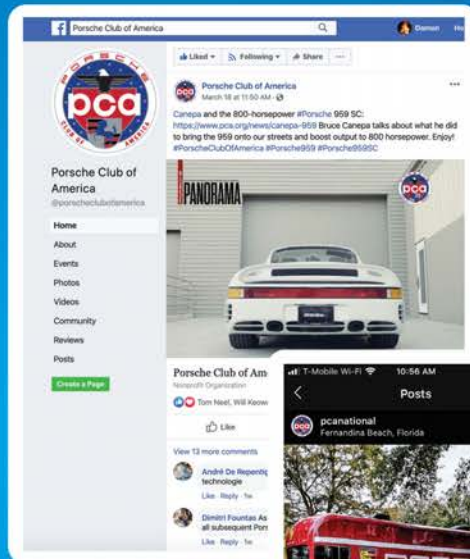 Porsche Club of America
Daman
PORSCHE
pca
CLUB OF AMERICA
Porsche Club of
America
@porscheclubofamerica
Home
About
Events
Photos
Videos
Community
Reviews
Posts
Create a Page
Liked
Following
Share
Porsche Club of America
March 18 at 11:50 AM
Canepa and the 800-horsepower #Porsche 959 SC:
https://www.pca.org/news/canepa-959 Bruce Canepa talks about what he did
to bring the 959 onto our streets and boost output to 800 horsepower. Enjoy!
#PorscheClubOfAmerica #Porsche959 #Porsche959SC
PANORAMA
pca
Porsche Club of Am
Nonprofit Organization
Tom Neel, Will Keow
Like
View 13 more comments
André De Repentig
technologie
Like · Reply · 1w
Dimitri Fountas As
all subsequent Pors
Like · Reply · 1w
T-Mobile Wi-Fi
10:56 AM
Posts
pcanational
Fernandina Beach, Florida